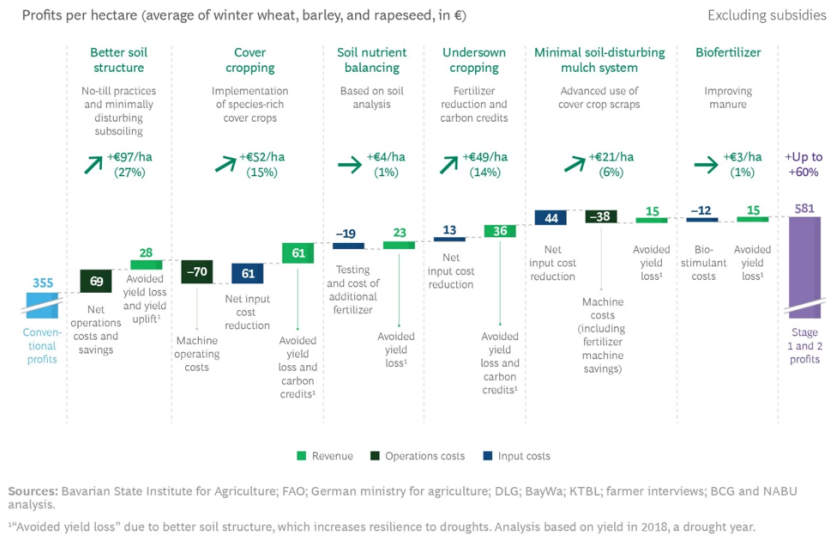 Profits per hectare (average of winter wheat, barley, and rapeseed, in €)
Excluding subsidies
Better soil
structure
No-till practices
and minimally
disturbing
subsoiling
+€97/ha
(27%)
Cover
cropping
Implementation
of species-rich
cover crops
+€52/ha
(15%)
Soil nutrient
balancing
Based on soil
analysis
+€4/ha
(1%)
Undersown
cropping
Fertilizer
reduction and
carbon credits
+€49/ha
(14%)
Minimal soil-disturbing
mulch system
Advanced use of
cover crop scraps
+€21/ha
(6%)
Biofertilizer
Improving
manure
+€3/ha
(1%)
+Up to
+60%
355
Conven-
tional
profits
69
Net
operations
costs and
savings
28
Avoided
yield loss
and yield
uplift¹
–70
Machine
operating
costs
61
Net input
cost
reduction
61
Avoided
yield
loss and
carbon
credits¹
–19
Testing
and cost of
additional
fertilizer
23
Avoided
yield
loss¹
13
Net
input cost
reduction
36
Avoided
yield
loss and
carbon
credits¹
44
Net
input cost
reduction
–38
Machine
costs
(including
fertilizer
machine
savings)
15
Avoided
yield
loss¹
–12
Bio-
stimulant
costs
15
Avoided
yield
loss¹
581
Stage
1 and 2
profits
Revenue
Operations costs
Input costs
Sources: Bavarian State Institute for Agriculture; FAO; German ministry for agriculture; DLG; BayWa; KTBL; farmer interviews; BCG and NABU
analysis.
¹“Avoided yield loss” due to better soil structure, which increases resilience to droughts. Analysis based on yield in 2018, a drought year.